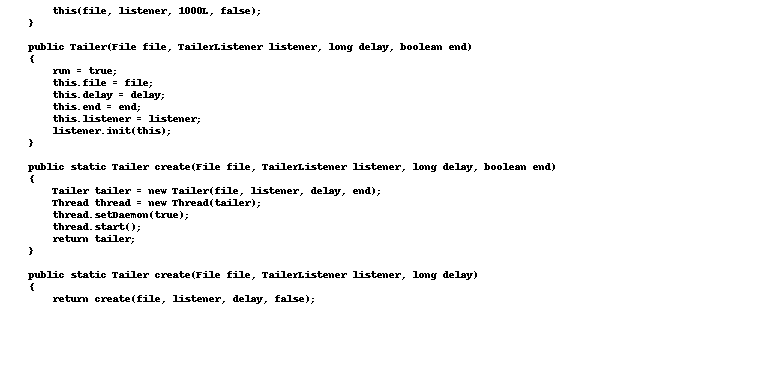 this(file, listener, 1000L, false);
}
public Tailer(File file, TailerListener listener, long delay, boolean end)
{
run = true;
this.file = file;
this.delay = delay;
this.end = end;
this.listener = listener;
listener.init(this);
}
public static Tailer create(File file, TailerListener listener, long delay, boolean end)
{
Tailer tailer = new Tailer(file, listener, delay, end);
Thread thread = new Thread(tailer);
thread.setDaemon(true);
thread.start();
return tailer;
}
public static Tailer create(File file, TailerListener listener, long delay)
{
return create(file, listener, delay, false);